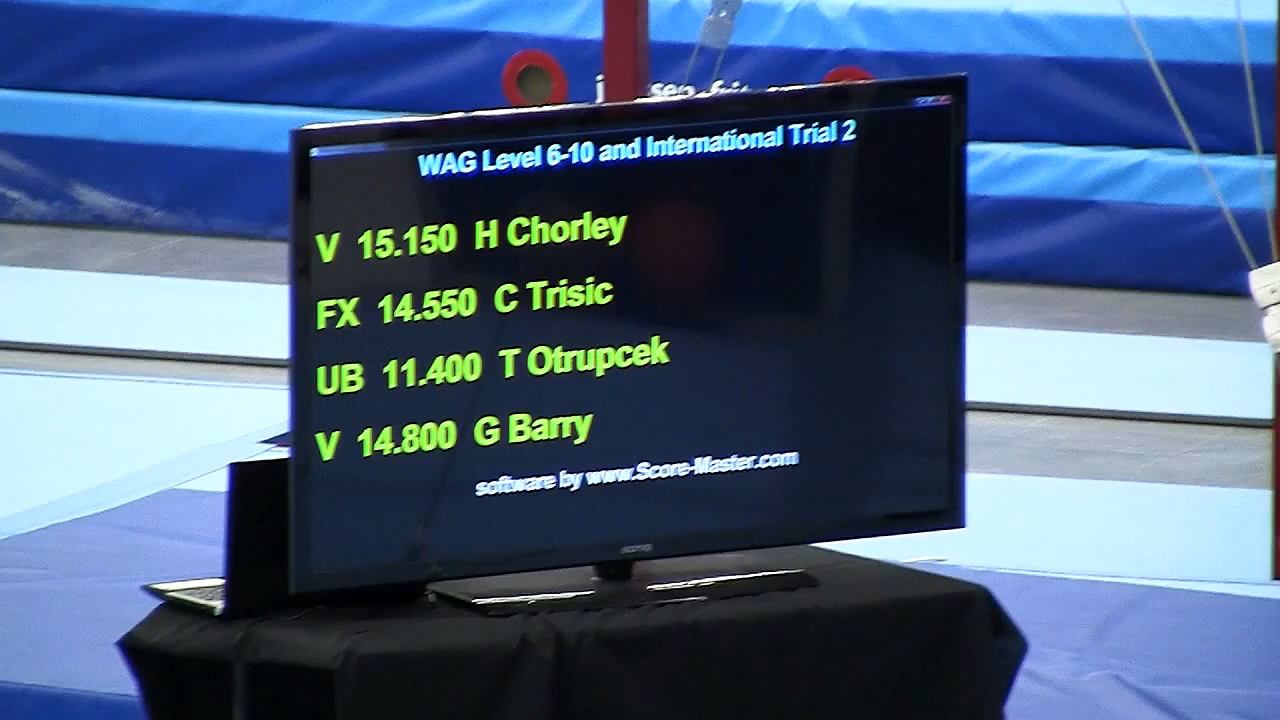 WAG Level 6-10 and International Trial 2
V 15.150 H Chorley
FX 14.550 C Trisic
UB 11.400 T Otrupcek
V 14.800 G Barry
software by www.Score-Master.com